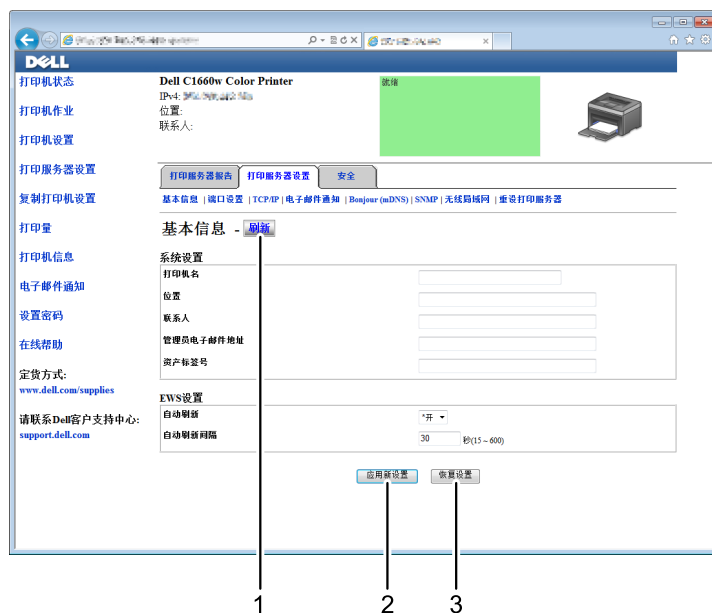 DELL
打印机状态
打印机作业
打印机设置
打印服务器设置
复制打印机设置
打印量
打印机信息
电子邮件通知
设置密码
在线帮助
定货方式:
www.dell.com/supplies
请联系Dell客户支持中心:
support.dell.com
Dell C1660w Color Printer
IPv4:
位置:
联系人:
就绪
打印服务器报告 打印服务器设置 安全
基本信息 | 端口设置 | TCP/IP | 电子邮件通知 | Bonjour (mDNS) | SNMP | 无线局域网 | 重设打印服务器
基本信息 - 刷新
系统设置
打印机名
位置
联系人
管理员电子邮件地址
资产标签号
EWS设置
自动刷新 *开
自动刷新间隔 30 秒(15 ~ 600)
应用新设置 恢复设置
1 2 3